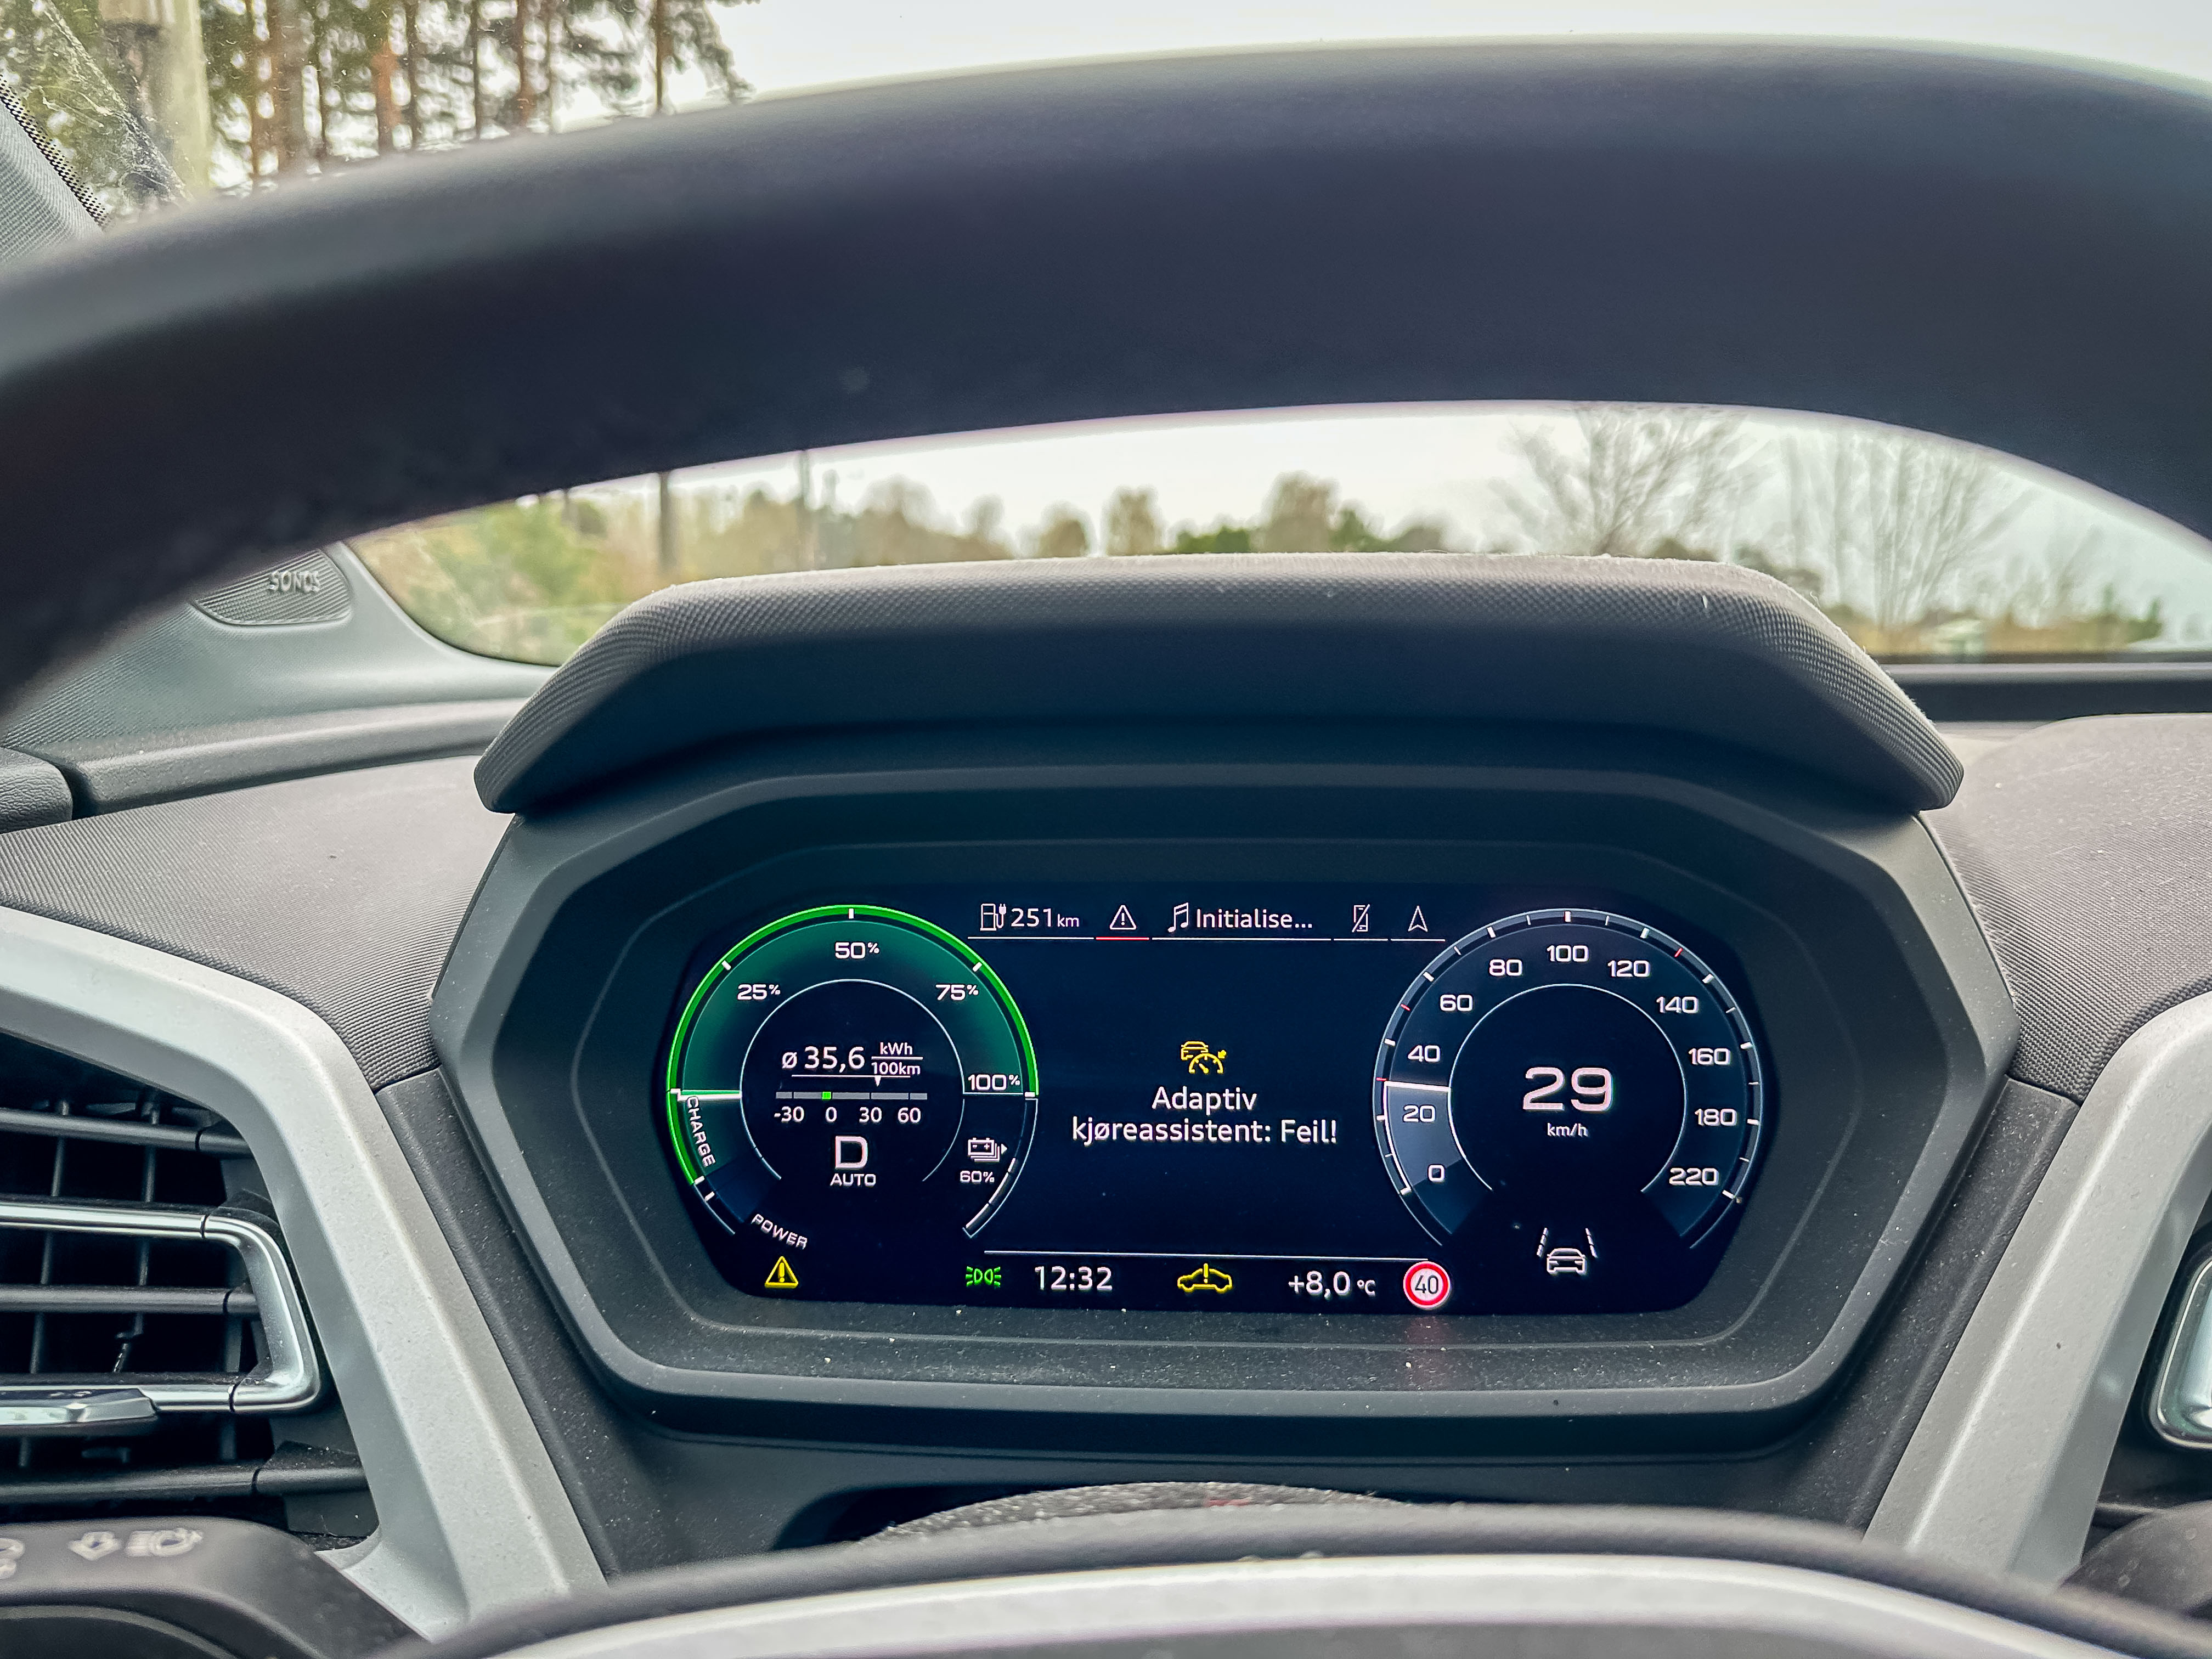 SONOS
251 km
Initialise...
50%
25%
75%
100%
ø 35,6 kWh
100km
-30 0 30 60
CHARGE
D
AUTO
60%
POWER
Adaptiv
kjøreassistent: Feil!
12:32
+8,0 °C
40
0
20
40
60
80
100
120
140
160
180
220
29
km/h